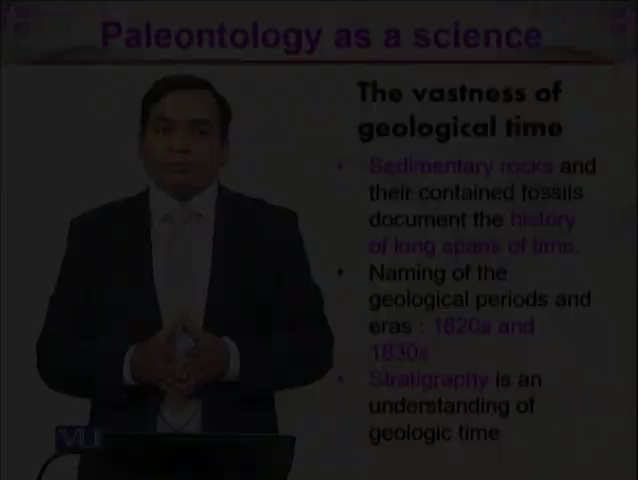 Paleontology as a science
The vastness of
geological time
• Sedimentary rocks and
their contained fossils
document the history
of long spans of time.
• Naming of the
geological periods and
eras : 1820s and
1830s
• Stratigraphy is an
understanding of
geologic time
VU